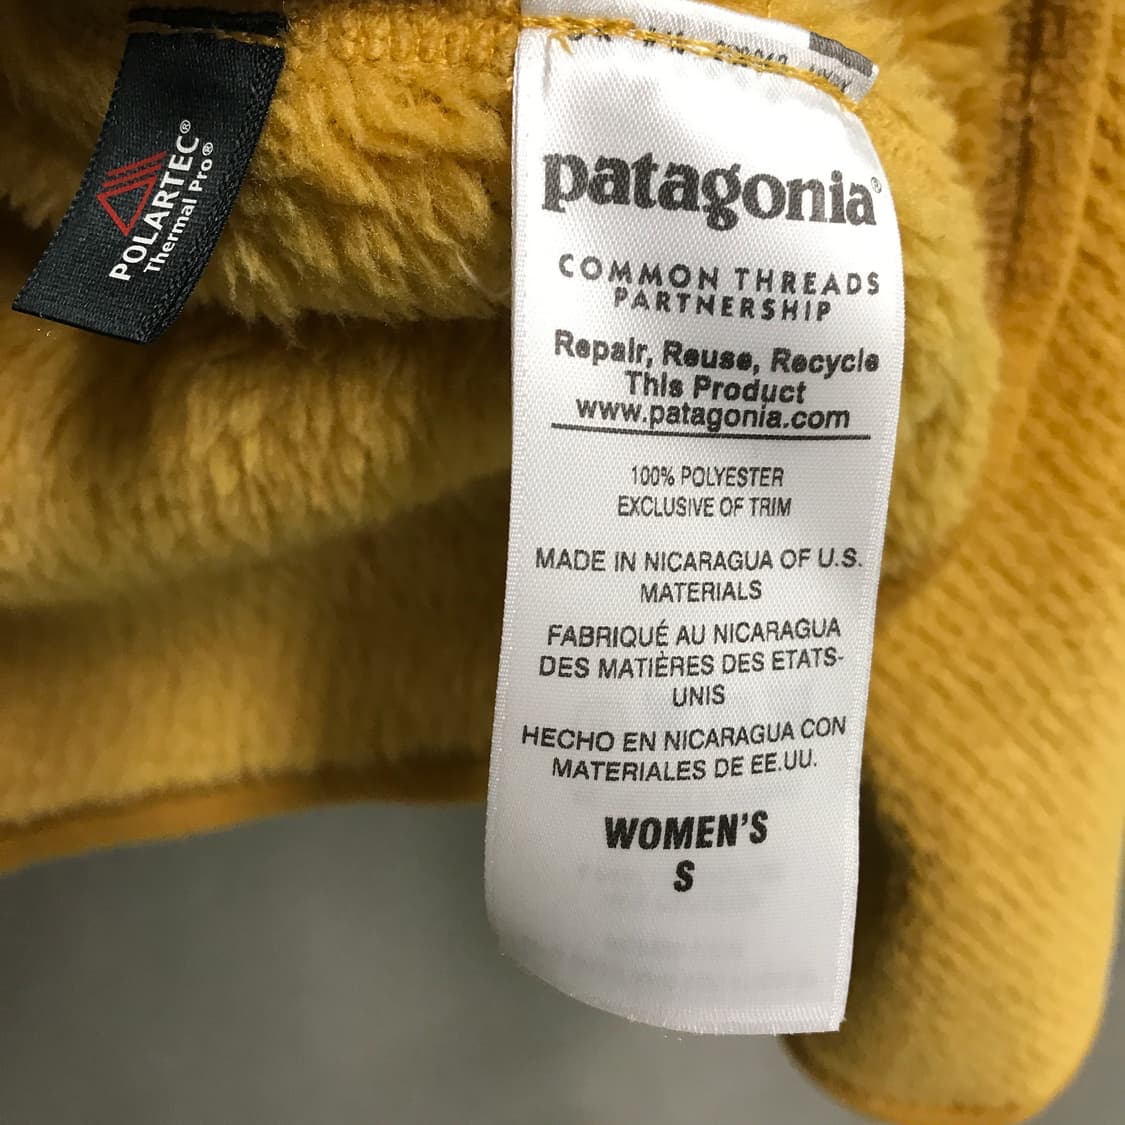 POLARTEC®
Thermal Pro®
patagonia®
COMMON THREADS
PARTNERSHIP
Repair, Reuse, Recycle
This Product
www.patagonia.com
100% POLYESTER
EXCLUSIVE OF TRIM
MADE IN NICARAGUA OF U.S.
MATERIALS
FABRIQUÉ AU NICARAGUA
DES MATIÈRES DES ETATS-
UNIS
HECHO EN NICARAGUA CON
MATERIALES DE EE.UU.
WOMEN'S
S